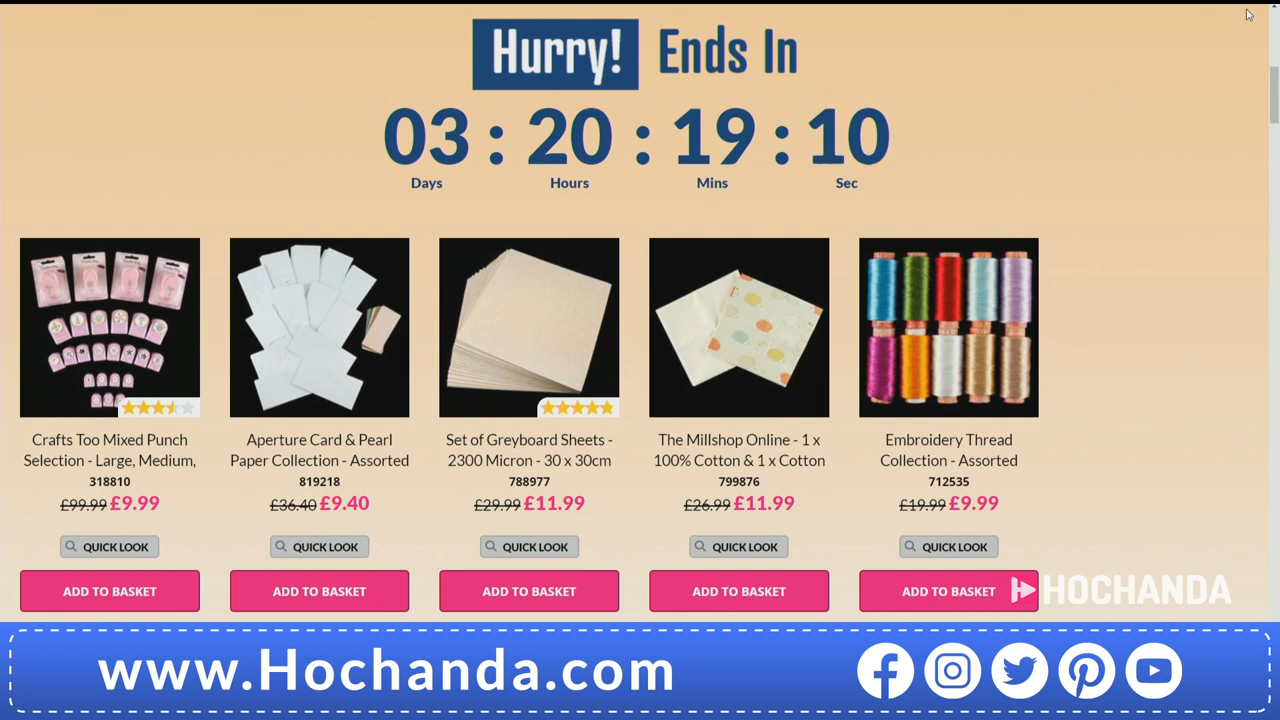 Hurry! Ends In
03 : 20 : 19 : 10
Days Hours Mins Sec
Crafts Too Mixed Punch
Selection - Large, Medium,
318810
£99.99 £9.99
QUICK LOOK
ADD TO BASKET
Aperture Card & Pearl
Paper Collection - Assorted
819218
£36.40 £9.40
QUICK LOOK
ADD TO BASKET
Set of Greyboard Sheets -
2300 Micron - 30 x 30cm
788977
£29.99 £11.99
QUICK LOOK
ADD TO BASKET
The Millshop Online - 1 x
100% Cotton & 1 x Cotton
799876
£26.99 £11.99
QUICK LOOK
ADD TO BASKET
Embroidery Thread
Collection - Assorted
712535
£19.99 £9.99
QUICK LOOK
ADD TO BASKET
HOCHANDA
www.Hochanda.com